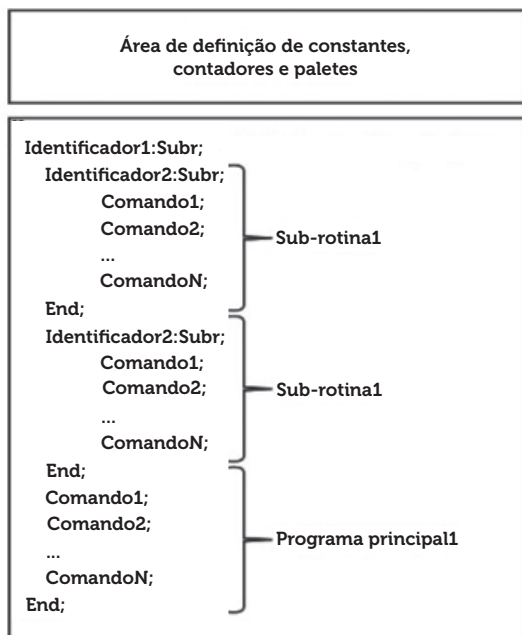 Área de definição de constantes,
contadores e paletes
Identificador1:Subr;
Identificador2:Subr;
Comando1;
Comando2;
...
ComandoN;
Sub-rotina1
End;
Identificador2:Subr;
Comando1;
Comando2;
...
ComandoN;
Sub-rotina1
End;
Comando1;
Comando2;
...
ComandoN;
Programa principal1
End;